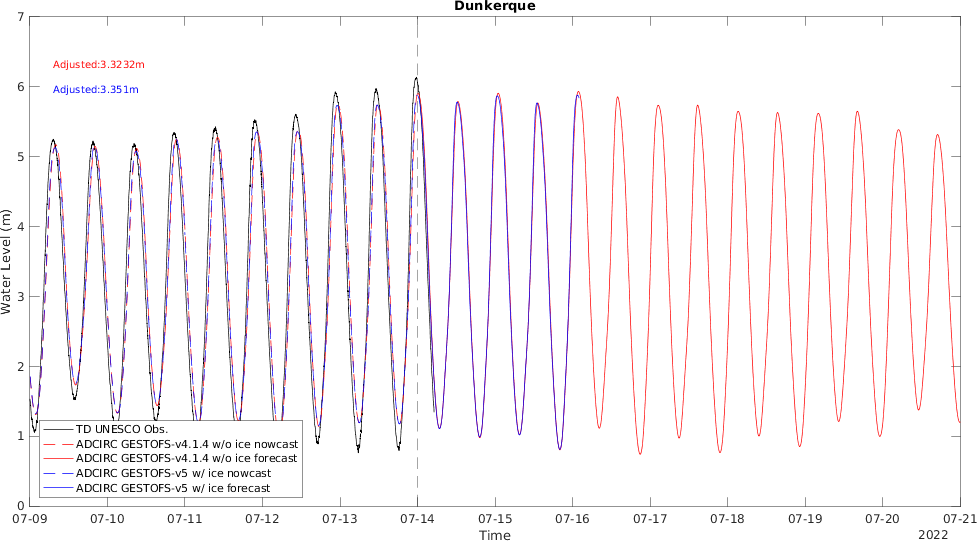 Dunkerque
7
6
5
4
3
2
1
0
Water Level (m)
Adjusted:3.3232m
Adjusted:3.351m
TD UNESCO Obs.
ADCIRC GESTOFS-v4.1.4 w/o ice nowcast
ADCIRC GESTOFS-v4.1.4 w/o ice forecast
ADCIRC GESTOFS-v5 w/ ice nowcast
ADCIRC GESTOFS-v5 w/ ice forecast
07-09 07-10 07-11 07-12 07-13 07-14 07-15 07-16 07-17 07-18 07-19 07-20 07-21
Time
2022